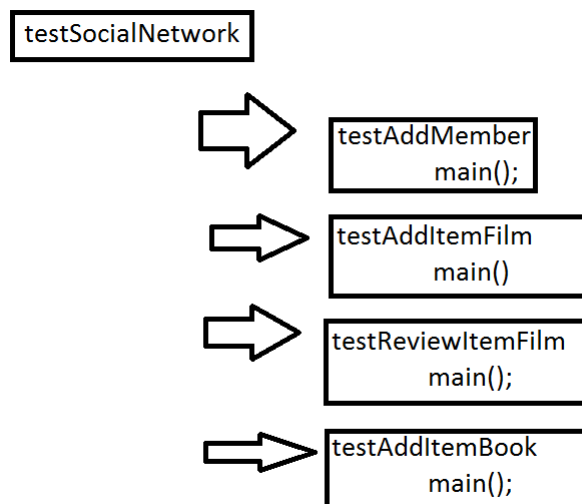 testSocialNetwork
testAddMember
main();
testAddItemFilm
main()
testReviewItemFilm
main();
testAddItemBook
main();